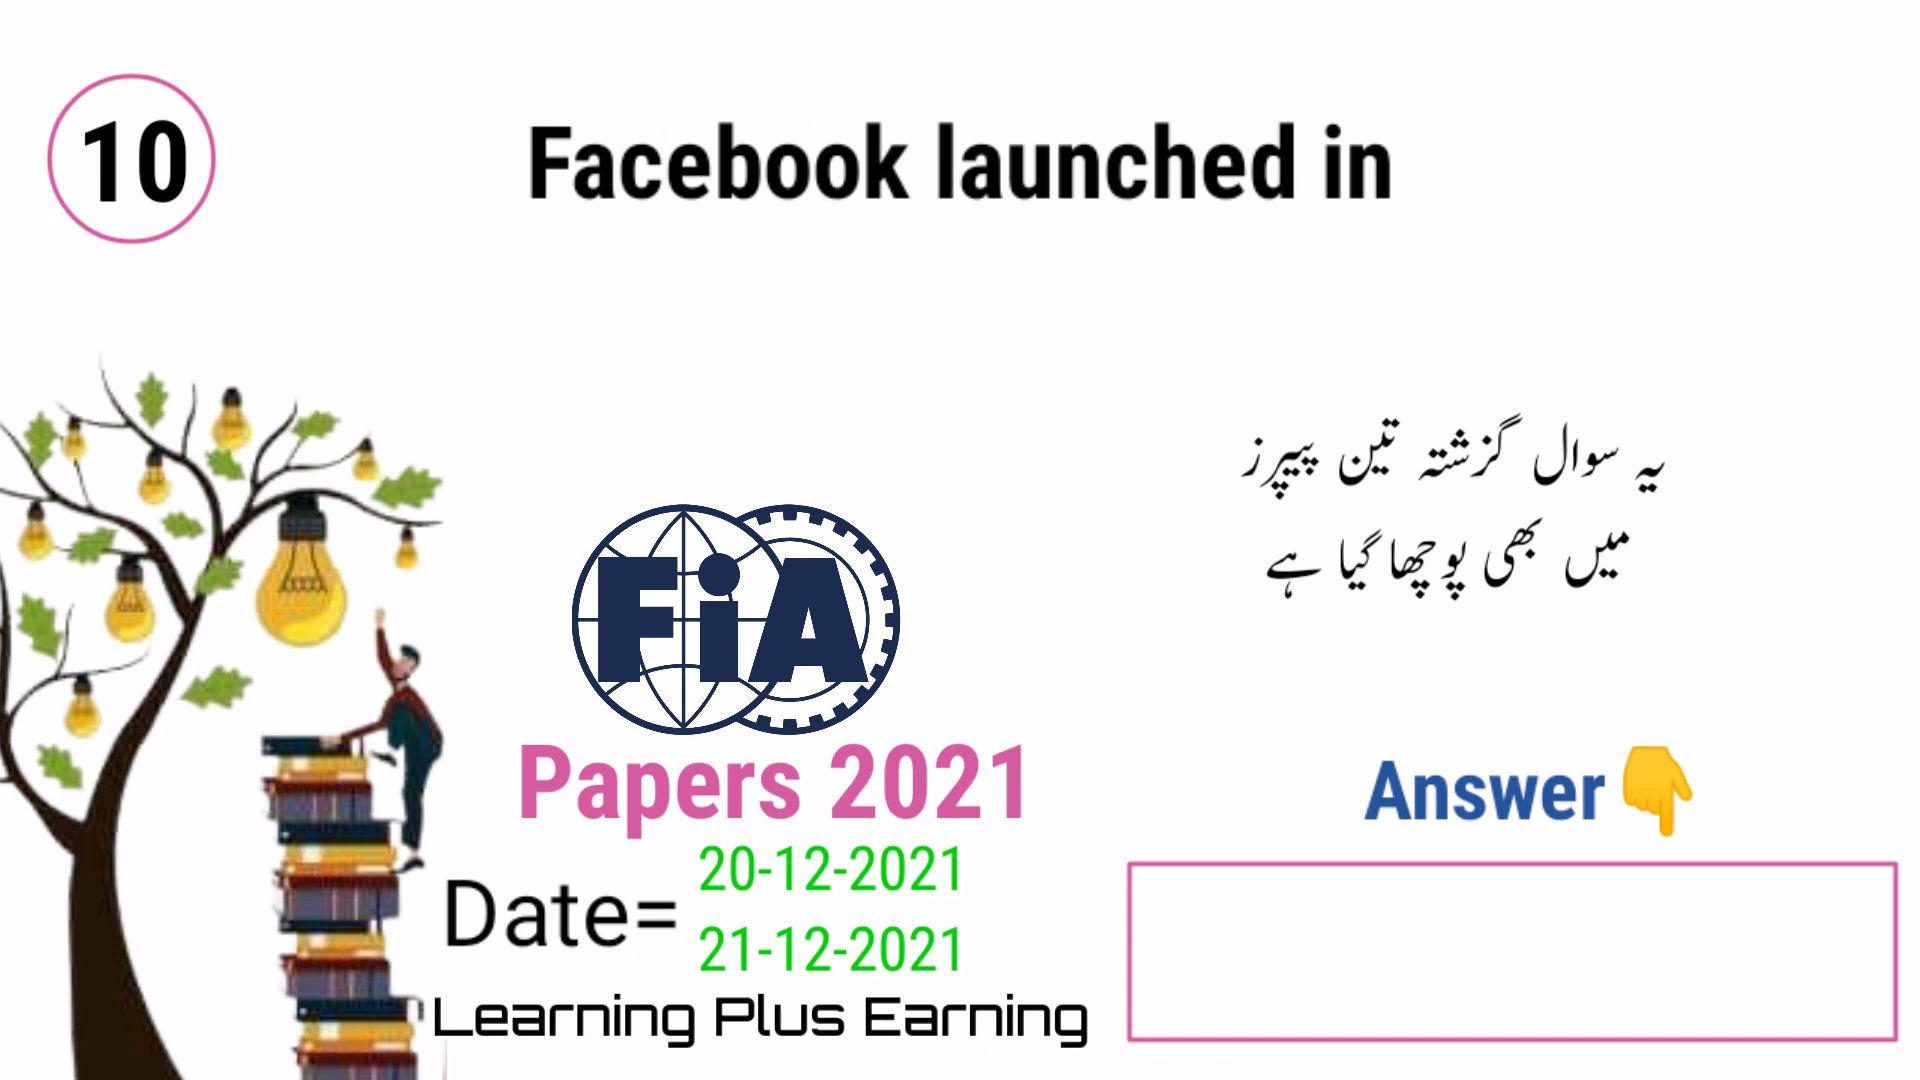 10
Facebook launched in
یہ سوال گزشتہ تین پیپرز
میں بھی پوچھا گیا ہے
FiA
Papers 2021
Date=
20-12-2021
21-12-2021
Learning Plus Earning
Answer👇